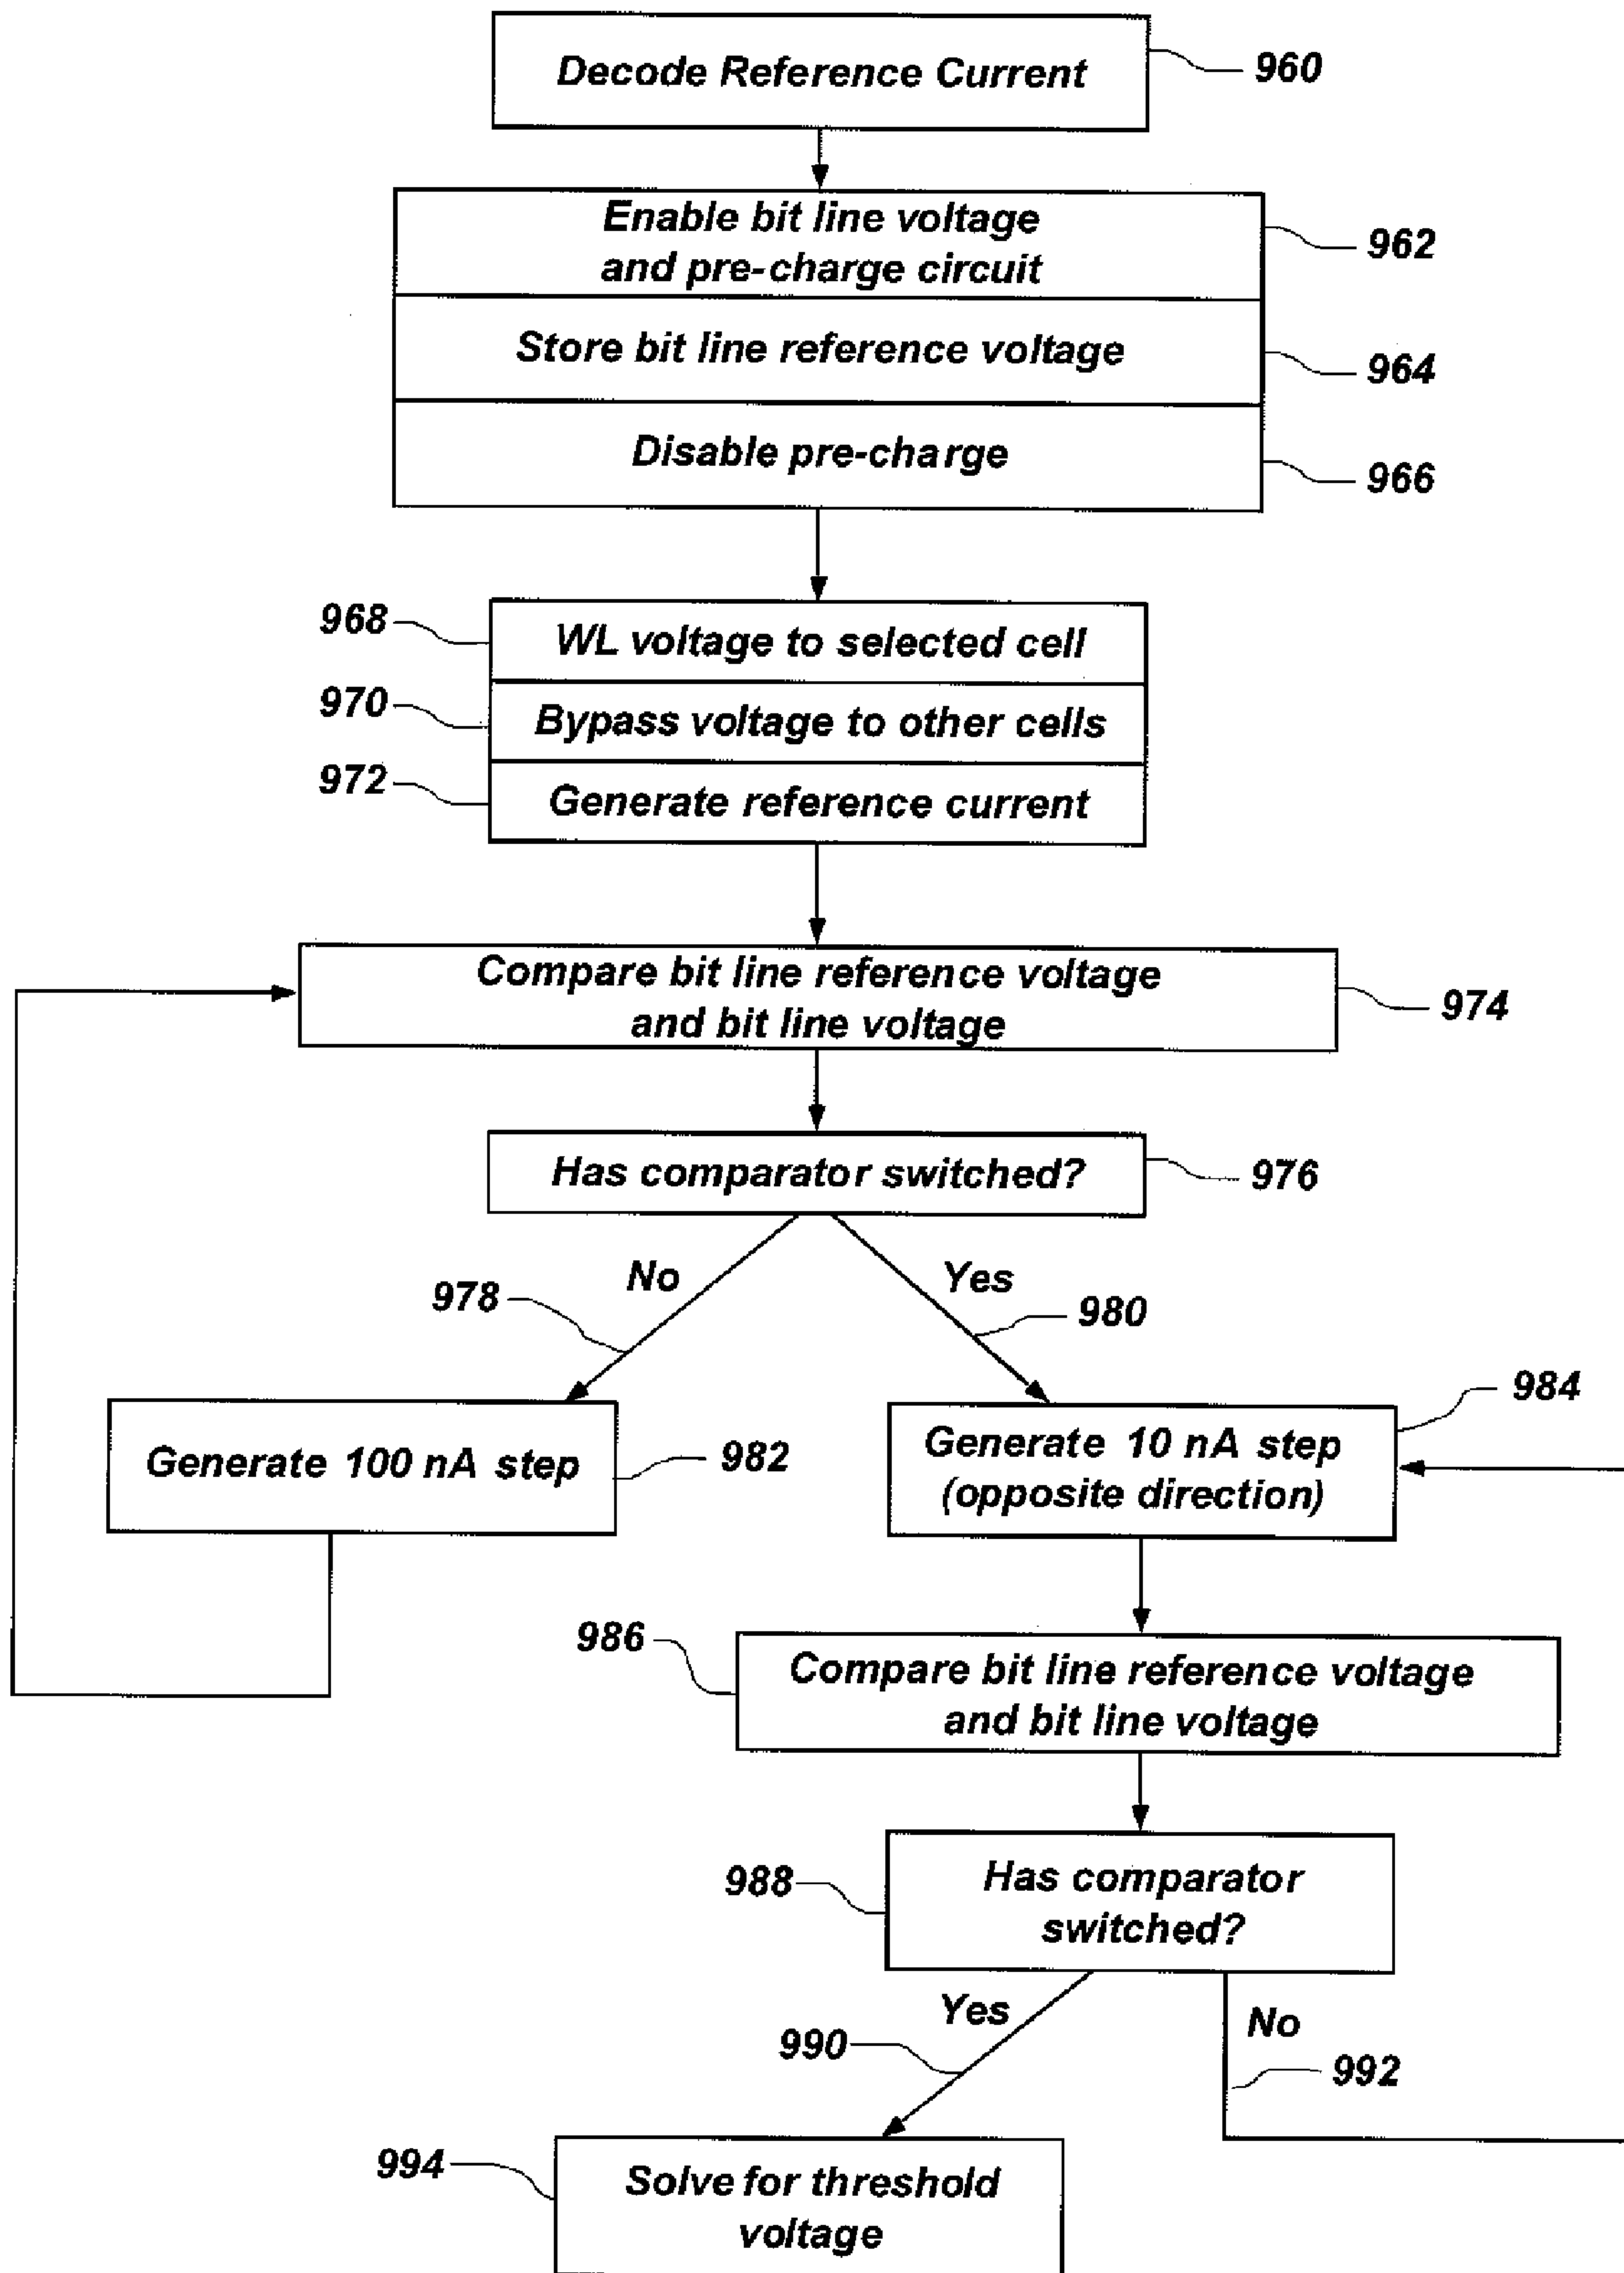 Decode Reference Current
960
Enable bit line voltage
and pre-charge circuit
962
Store bit line reference voltage
964
Disable pre-charge
966
968
WL voltage to selected cell
970
Bypass voltage to other cells
972
Generate reference current
Compare bit line reference voltage
and bit line voltage
974
Has comparator switched?
976
No
Yes
978
980
984
Generate 100 nA step
982
Generate 10 nA step
(opposite direction)
986
Compare bit line reference voltage
and bit line voltage
988
Has comparator
switched?
Yes
No
990
992
994
Solve for threshold
voltage